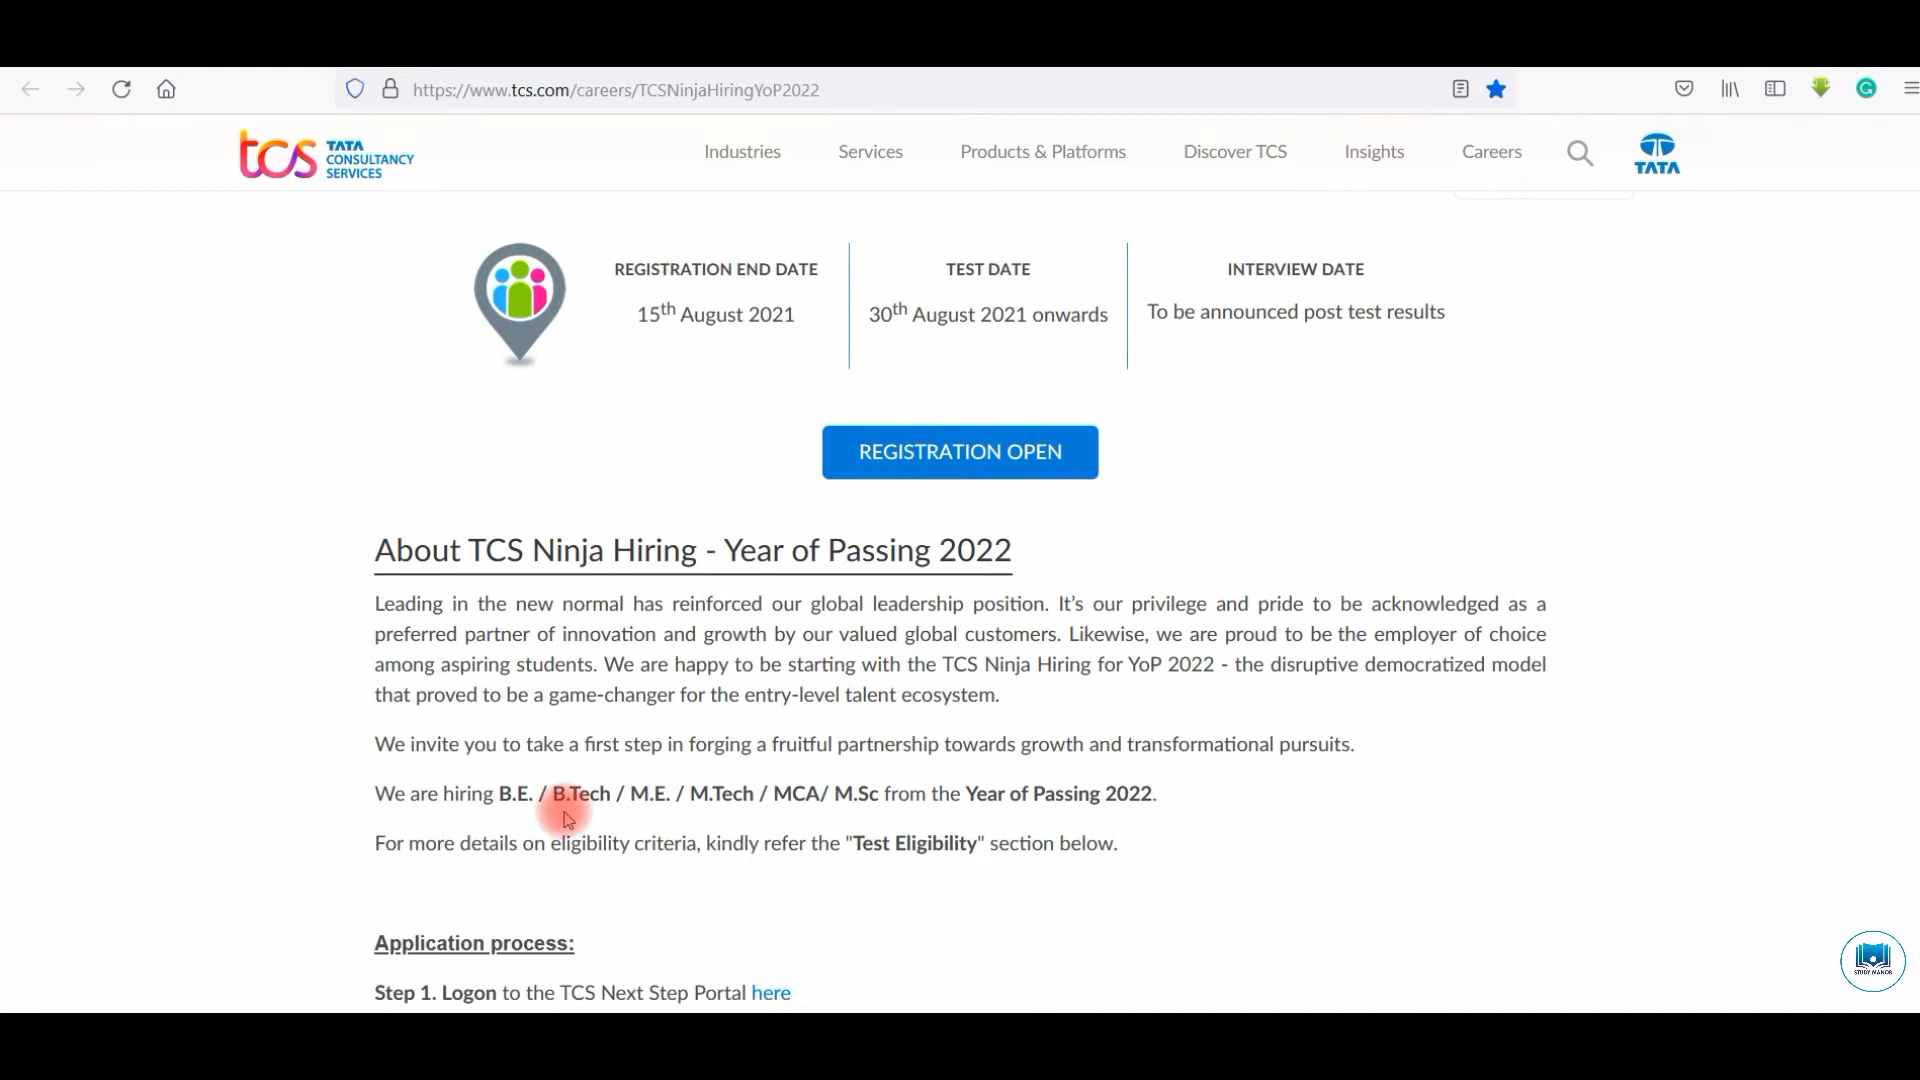 https://www.tcs.com/careers/TCSNinjaHiringYoP2022
tcs TATA CONSULTANCY SERVICES
Industries Services Products & Platforms Discover TCS Insights Careers TATA
REGISTRATION END DATE TEST DATE INTERVIEW DATE
15th August 2021 30th August 2021 onwards To be announced post test results
REGISTRATION OPEN
About TCS Ninja Hiring - Year of Passing 2022
Leading in the new normal has reinforced our global leadership position. It’s our privilege and pride to be acknowledged as a
preferred partner of innovation and growth by our valued global customers. Likewise, we are proud to be the employer of choice
among aspiring students. We are happy to be starting with the TCS Ninja Hiring for YoP 2022 - the disruptive democratized model
that proved to be a game-changer for the entry-level talent ecosystem.
We invite you to take a first step in forging a fruitful partnership towards growth and transformational pursuits.
We are hiring B.E. / B.Tech / M.E. / M.Tech / MCA/ M.Sc from the Year of Passing 2022.
For more details on eligibility criteria, kindly refer the "Test Eligibility" section below.
Application process:
STUDY MANOR
Step 1. Logon to the TCS Next Step Portal here